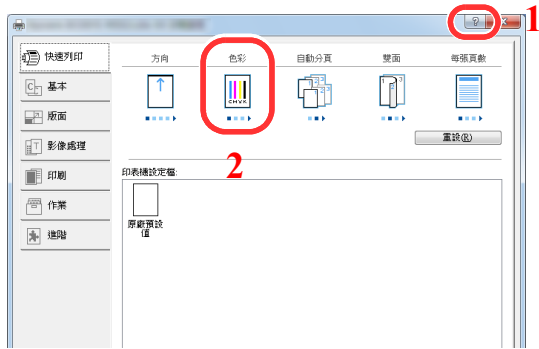 ? 1
快速列印
基本
版面
影像處理
印刷
作業
進階
方向 色彩 自動分頁 雙面 每張頁數
CMYK
重設(R)
2
印表機設定檔:
原廠預設
值